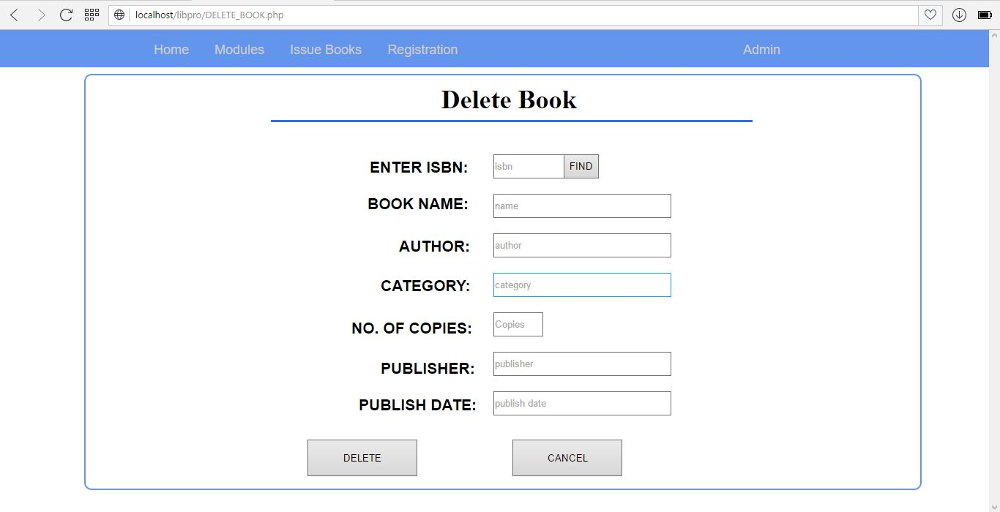 localhost/libpro/DELETE_BOOK.php
Home Modules Issue Books Registration Admin
Delete Book
ENTER ISBN: isbn FIND
BOOK NAME: name
AUTHOR: author
CATEGORY: category
NO. OF COPIES: Copies
PUBLISHER: publisher
PUBLISH DATE: publish date
DELETE CANCEL